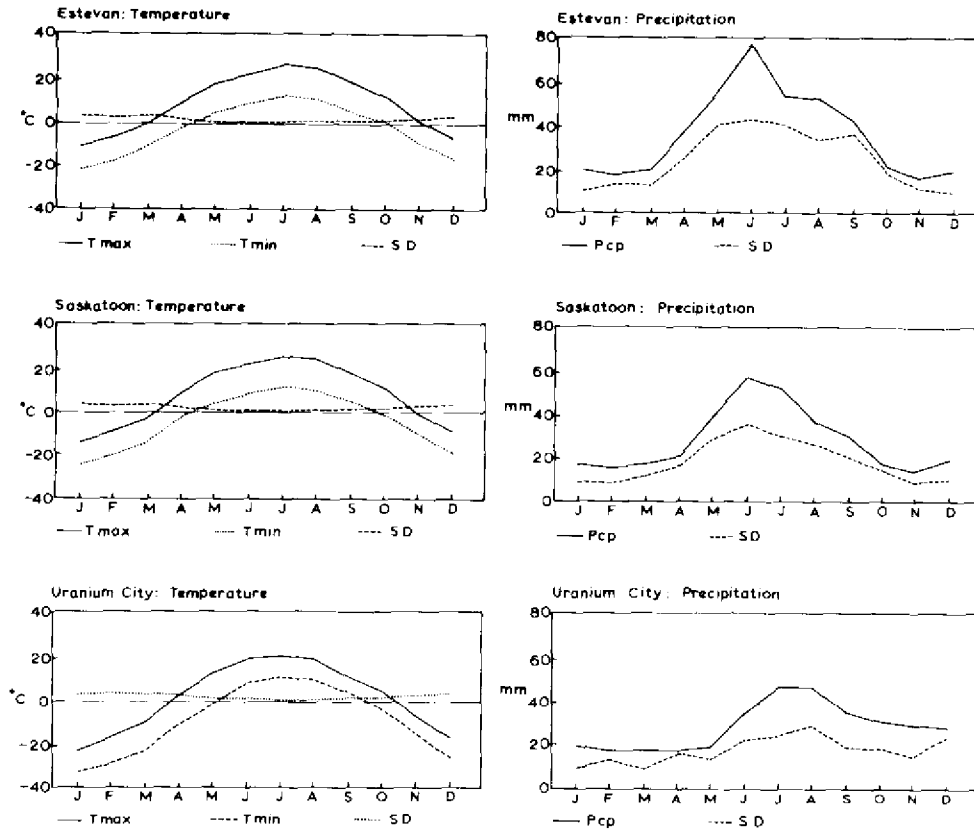 Estevan: Temperature
40
20
°C 0
-20
-40
J F M A M J J A S O N D
Tmax Tmin SD
Estevan: Precipitation
80
60
mm
40
20
0
J F M A M J J A S O N D
Pcp SD
Saskatoon: Temperature
40
20
°C 0
-20
-40
J F M A M J J A S O N D
Tmax Tmin SD
Saskatoon: Precipitation
80
60
mm
40
20
0
J F M A M J J A S O N D
Pcp SD
Uranium City: Temperature
40
20
°C 0
-20
-40
J F M A M J J A S O N D
Tmax Tmin SD
Uranium City: Precipitation
80
60
mm
40
20
0
J F M A M J J A S O N D
Pcp SD